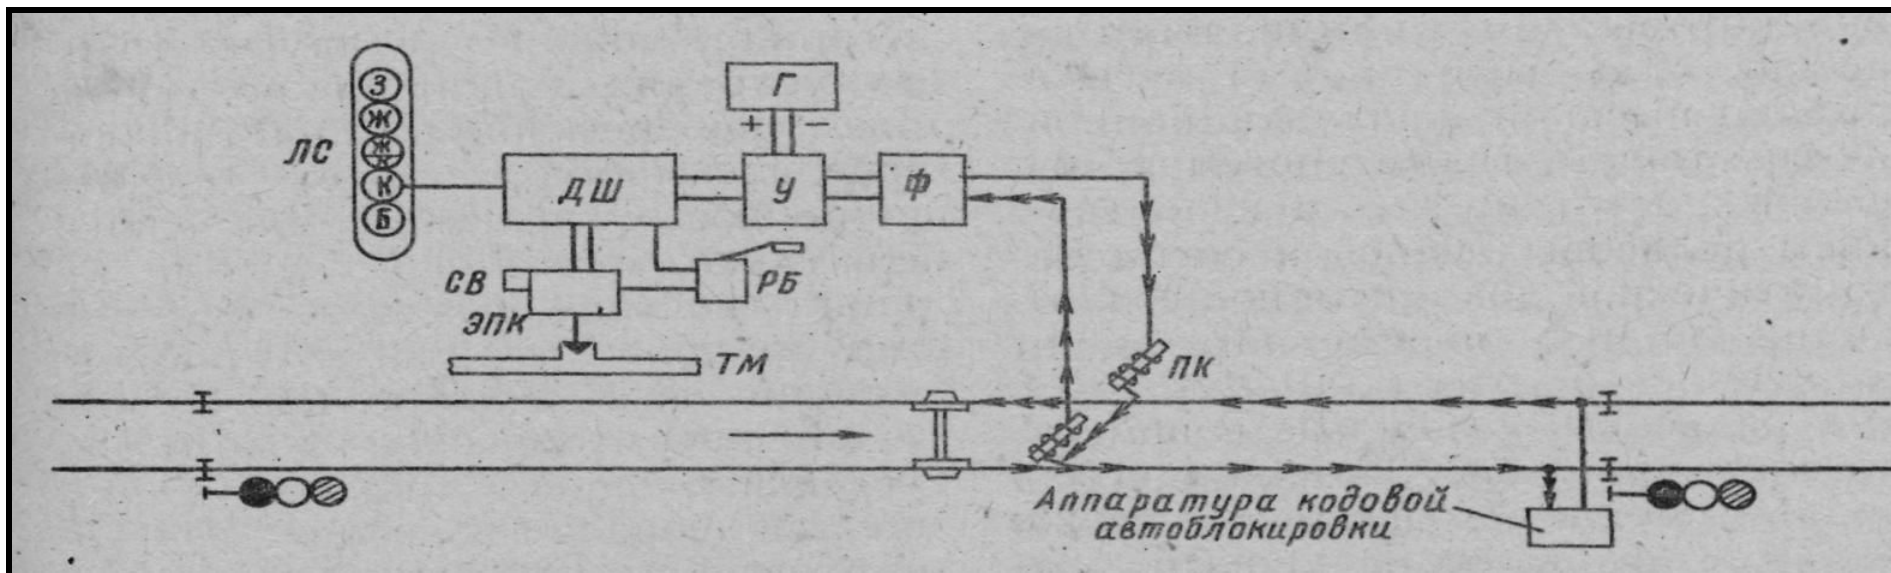 З
Ж
Ж
К
К
Б
ЛС
Г
+ −
ДШ
У
Ф
СВ
ЭПК
РБ
ТМ
ПК
Аппаратура кодовой
автоблокировки